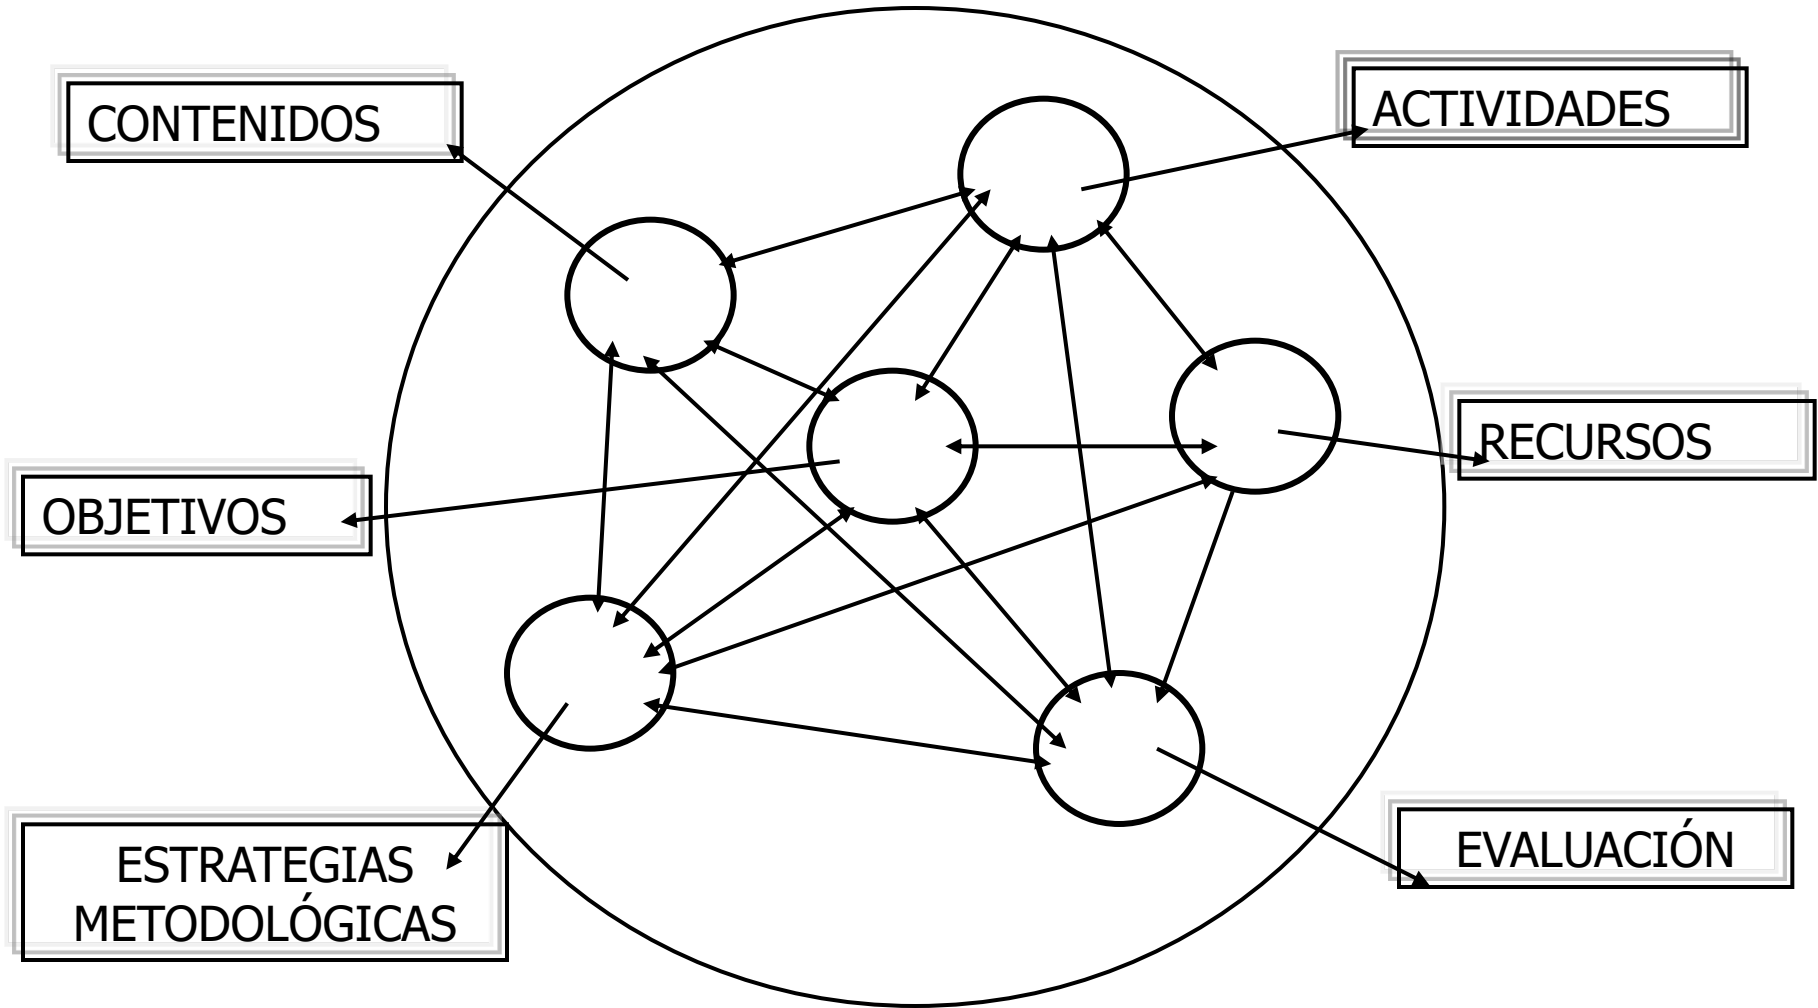 CONTENIDOS
ACTIVIDADES
RECURSOS
OBJETIVOS
ESTRATEGIAS
METODOLÓGICAS
EVALUACIÓN